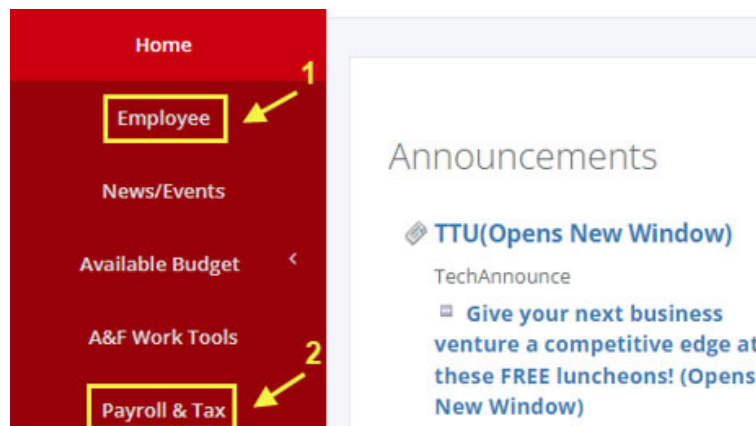 Home
1
Employee
News/Events
Available Budget
A&F Work Tools
2
Payroll & Tax
Announcements
TTU(Opens New Window)
TechAnnounce
Give your next business
venture a competitive edge at
these FREE luncheons! (Opens
New Window)